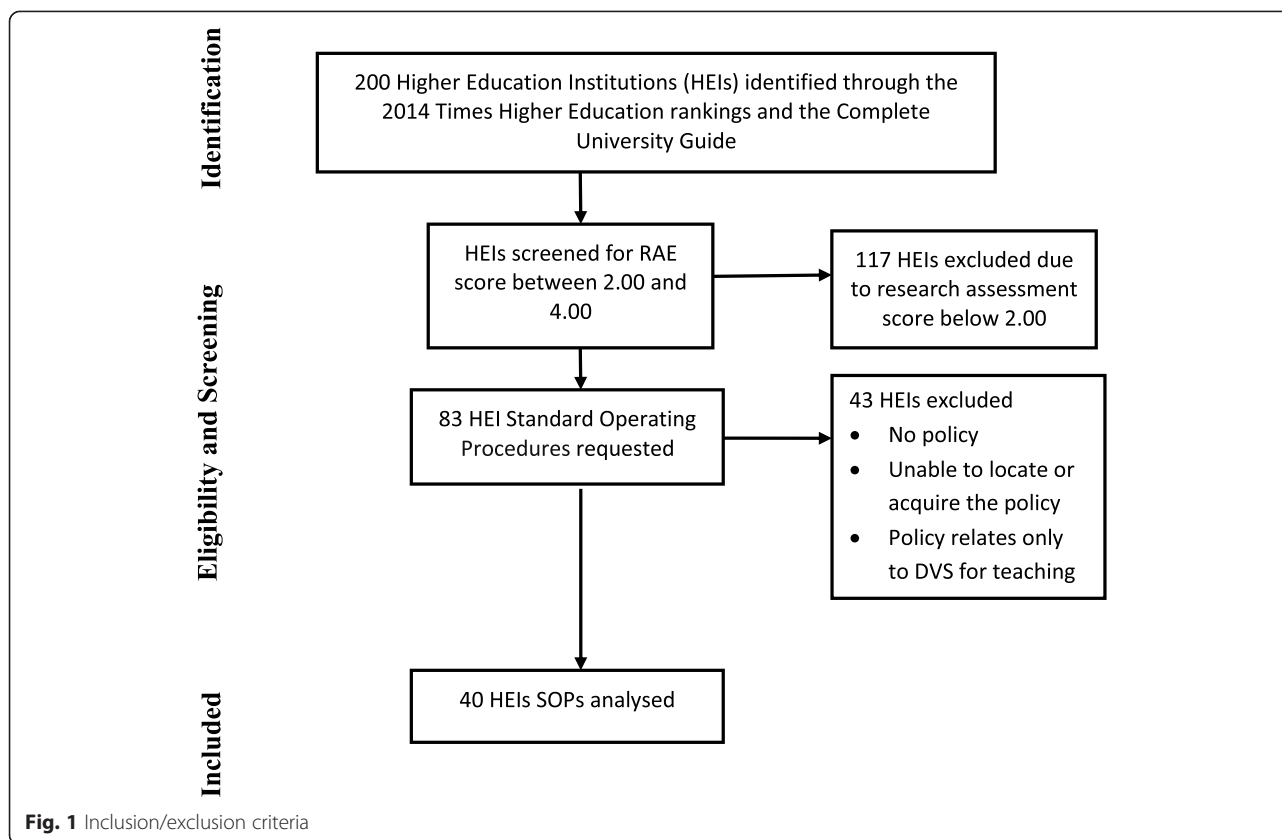 Identification
200 Higher Education Institutions (HEIs) identified through the
2014 Times Higher Education rankings and the Complete
University Guide
Eligibility and Screening
HEIs screened for RAE
score between 2.00 and
4.00
117 HEIs excluded due
to research assessment
score below 2.00
83 HEI Standard Operating
Procedures requested
43 HEIs excluded
• No policy
• Unable to locate or
acquire the policy
• Policy relates only
to DVS for teaching
Included
40 HEIs SOPs analysed
Fig. 1 Inclusion/exclusion criteria